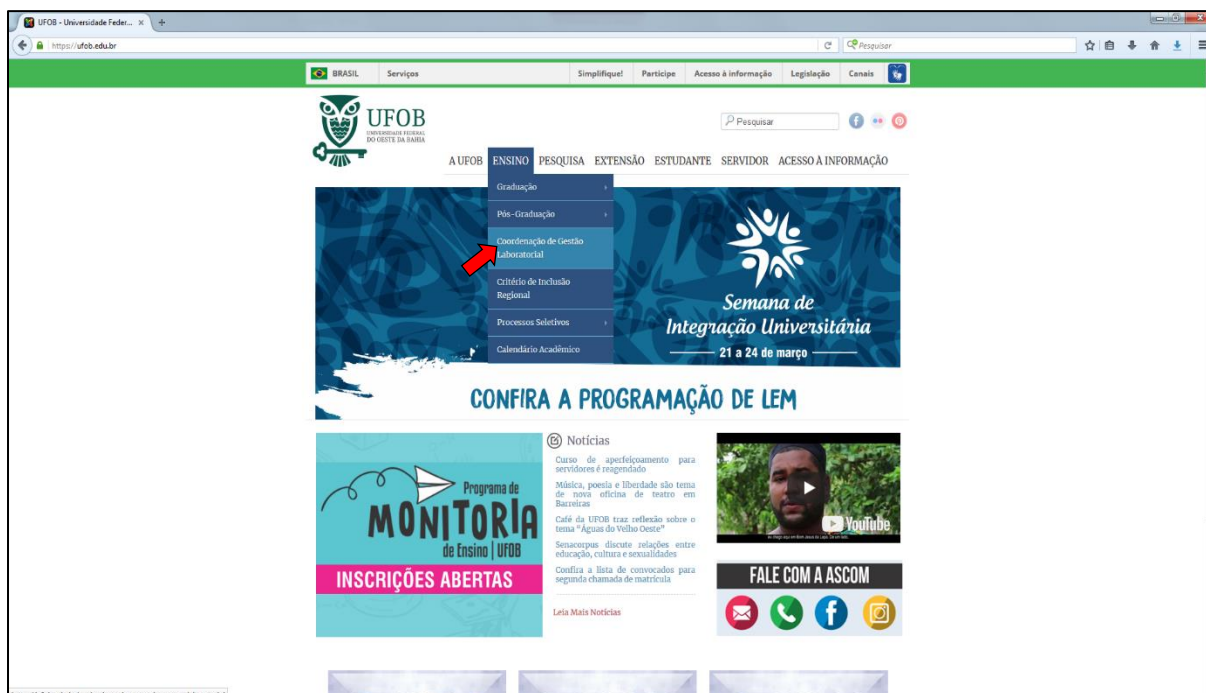 UFOB - Universidade Feder... × +
https://ufob.edu.br
Pesquisar
BRASIL Serviços Simplifique! Participe Acesso à informação Legislação Canais
UFOB
UNIVERSIDADE FEDERAL
DO OESTE DA BAHIA
Pesquisar
A UFOB ENSINO PESQUISA EXTENSÃO ESTUDANTE SERVIDOR ACESSO À INFORMAÇÃO
Graduação ›
Pós-Graduação ›
Coordenação de Gestão
Laboratorial
Critério de Inclusão
Regional
Processos Seletivos ›
Calendário Acadêmico
Semana de
Integração Universitária
21 a 24 de março
CONFIRA A PROGRAMAÇÃO DE LEM
Programa de
MONITORIA
de Ensino | UFOB
INSCRIÇÕES ABERTAS
Notícias
Curso de aperfeiçoamento para
servidores é reagendado
Música, poesia e liberdade são tema
de nova oficina de teatro em
Barreiras
Café da UFOB traz reflexão sobre o
tema "Águas do Velho Oeste"
Senacorpus discute relações entre
educação, cultura e sexualidades
Confira a lista de convocados para
segunda chamada de matrícula
Leia Mais Notícias
YouTube
FALE COM A ASCOM